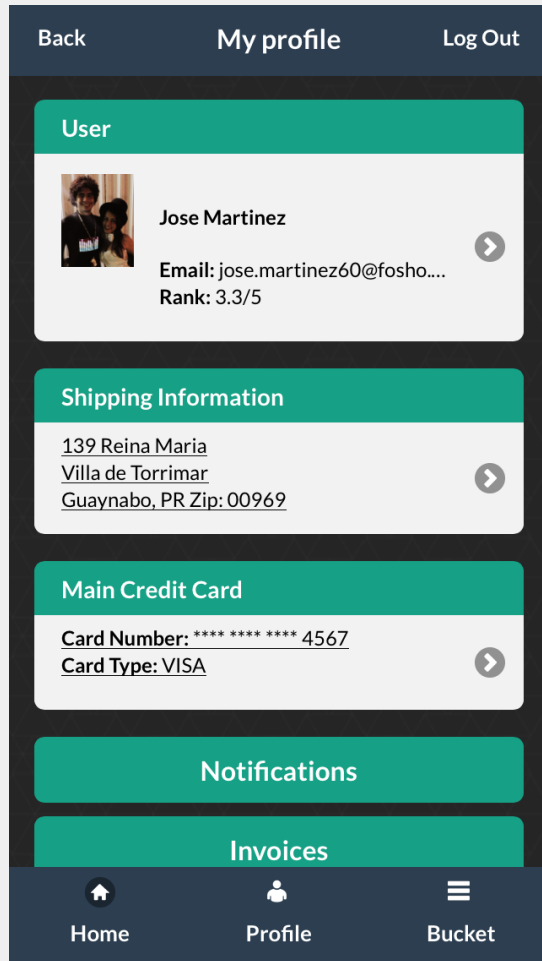 Back My profile Log Out
User
Jose Martinez
Email: jose.martinez60@fosho....
Rank: 3.3/5
Shipping Information
139 Reina Maria
Villa de Torrimar
Guaynabo, PR Zip: 00969
Main Credit Card
Card Number: **** **** **** 4567
Card Type: VISA
Notifications
Invoices
Home Profile Bucket